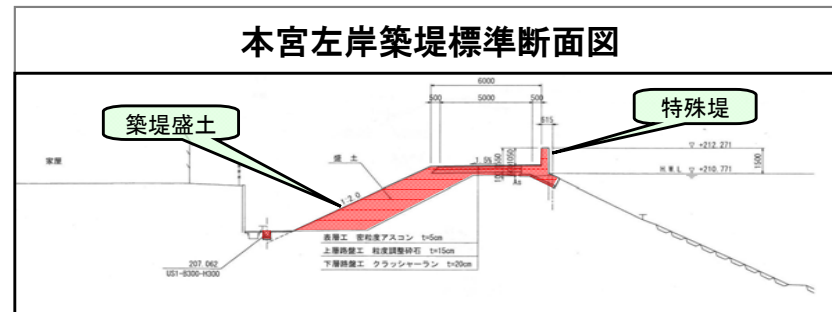 本宮左岸築堤標準断面図
6000
500 5000 500
615
築堤盛土
特殊堤
家屋
盛土
1.5%
▽ +212.271
H.W.L ▽ +210.771
1500
1050
1:2.0
As
表層工 密粒度アスコン t=5cm
上層路盤工 粒度調整砕石 t=15cm
下層路盤工 クラッシャーラン t=20cm
207.062
US1-B300-H300